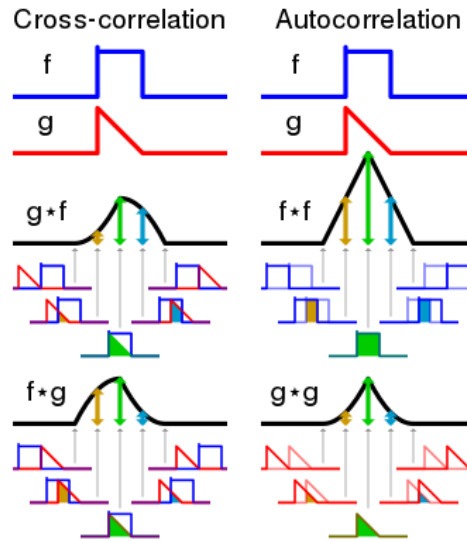 Cross-correlation
f
g
g⋆f
f⋆g
Autocorrelation
f
g
f⋆f
g⋆g